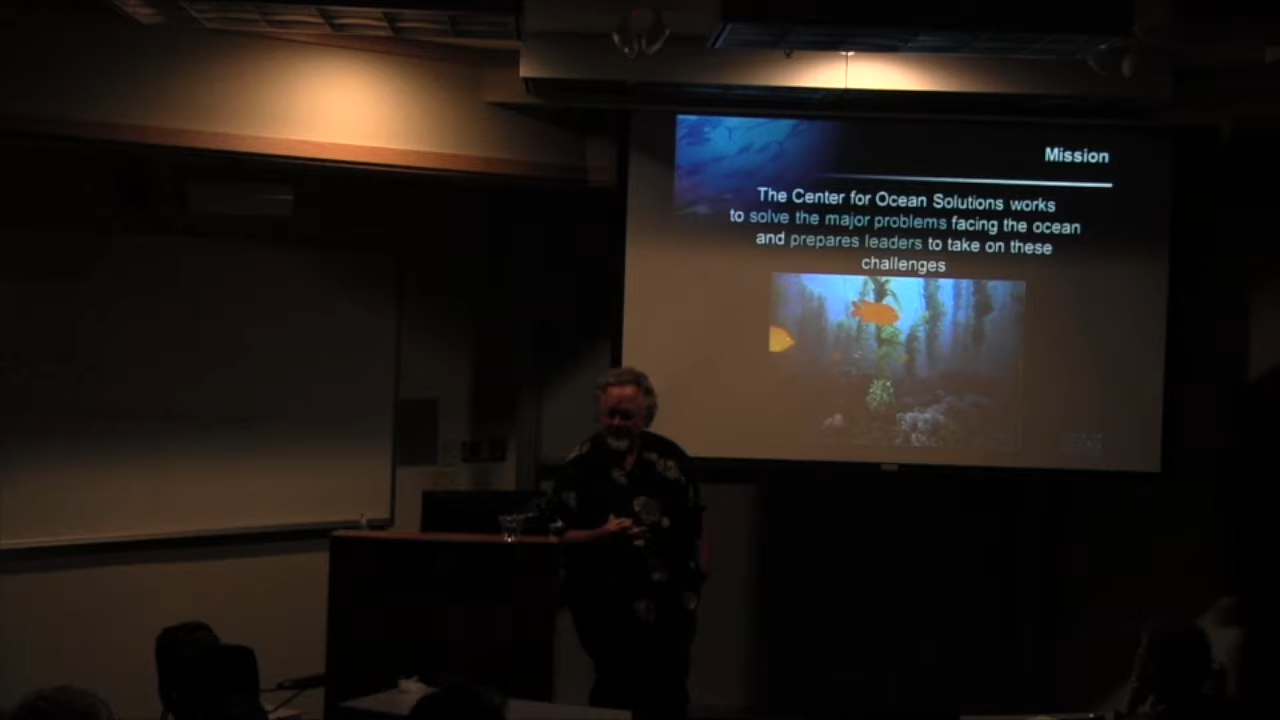 Mission
The Center for Ocean Solutions works
to solve the major problems facing the ocean
and prepares leaders to take on these
challenges